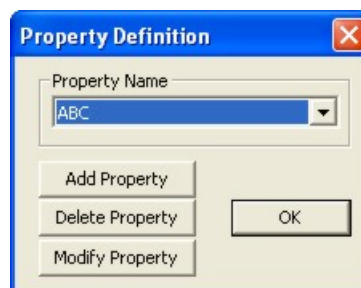 Property Definition
Property Name
ABC
Add Property
Delete Property
OK
Modify Property